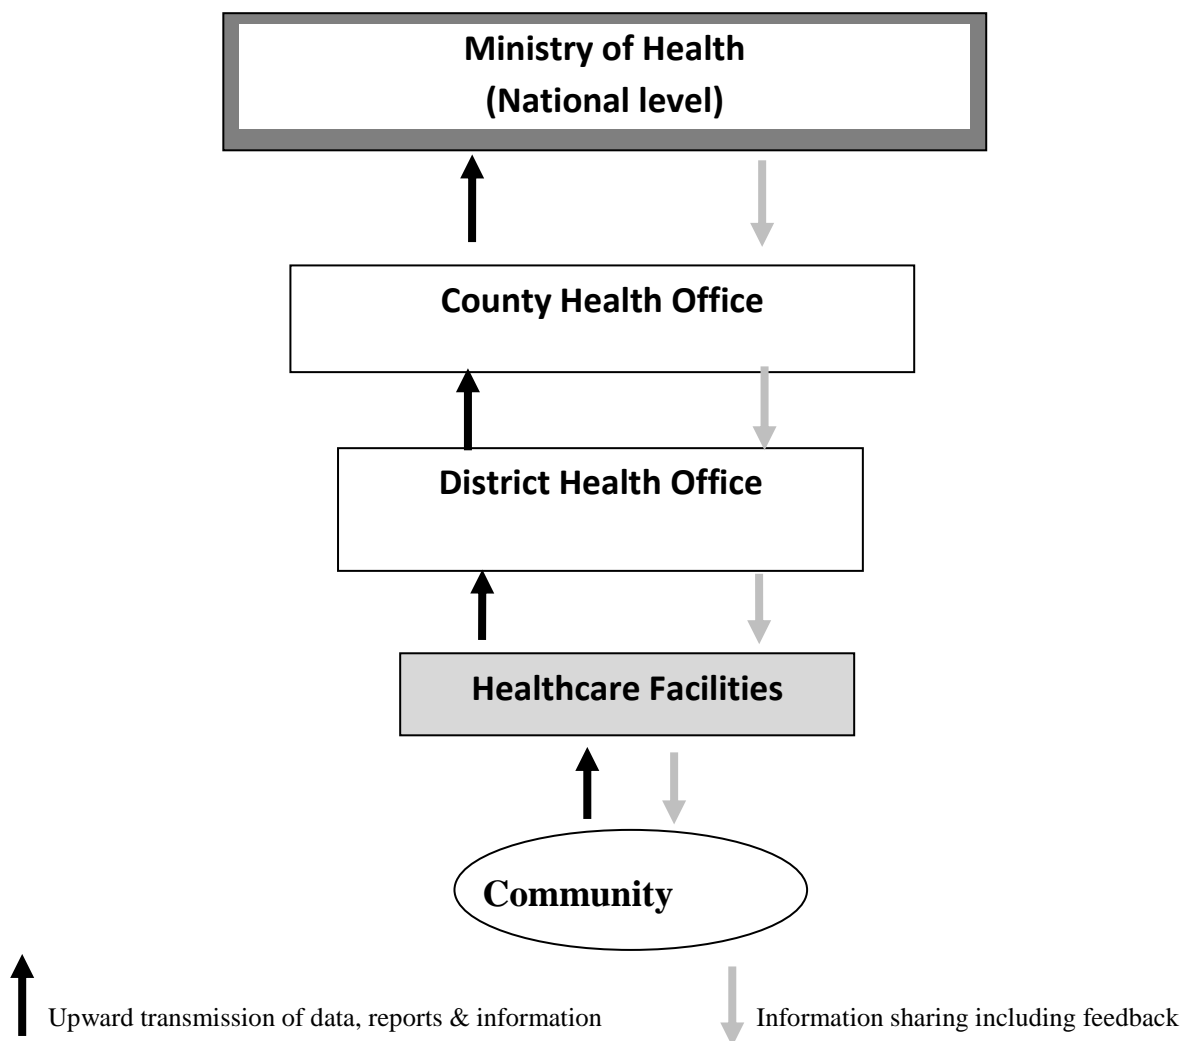 Ministry of Health
(National level)
County Health Office
District Health Office
Healthcare Facilities
Community
Upward transmission of data, reports & information
Information sharing including feedback